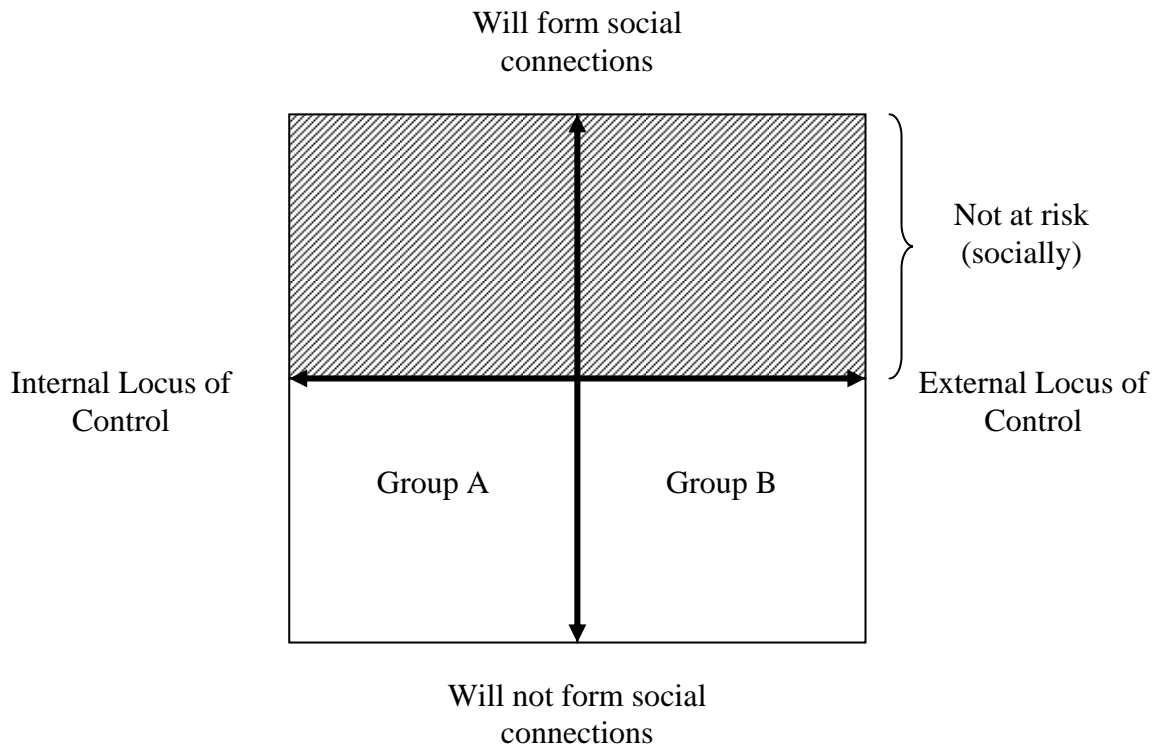 Will form social
connections
Not at risk
(socially)
Internal Locus of
Control
External Locus of
Control
Group A
Group B
Will not form social
connections